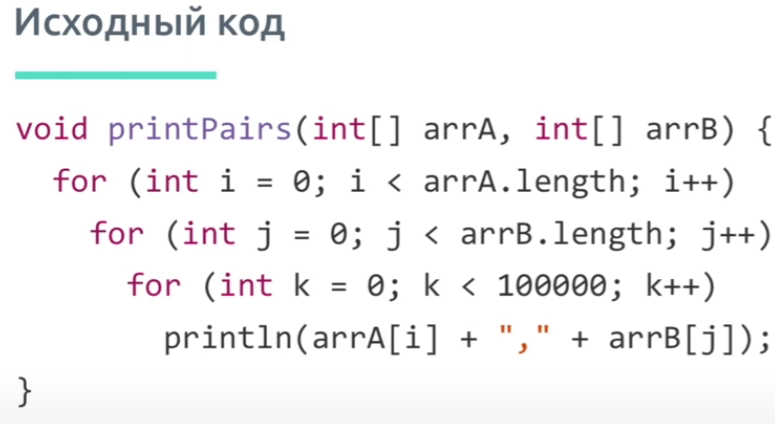 Исходный код
void printPairs(int[] arrA, int[] arrB) {
for (int i = 0; i < arrA.length; i++)
for (int j = 0; j < arrB.length; j++)
for (int k = 0; k < 100000; k++)
println(arrA[i] + "," + arrB[j]);
}